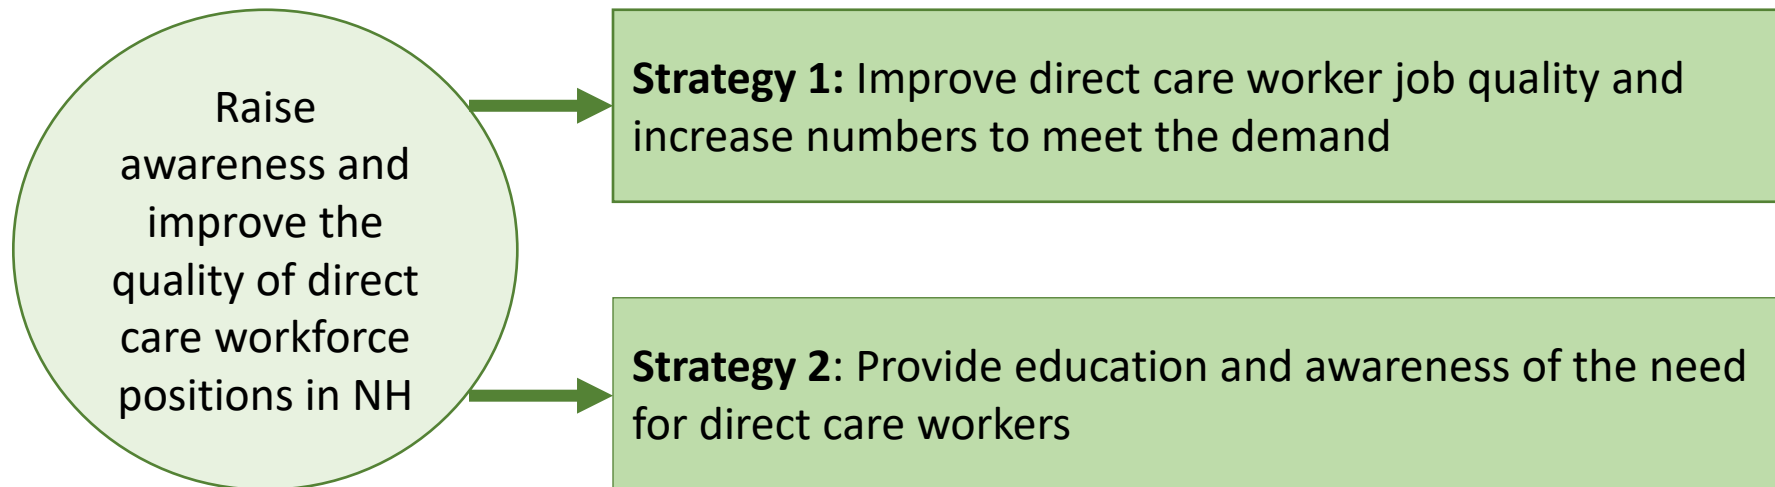 Raise
awareness and
improve the
quality of direct
care workforce
positions in NH
Strategy 1: Improve direct care worker job quality and
increase numbers to meet the demand
Strategy 2: Provide education and awareness of the need
for direct care workers